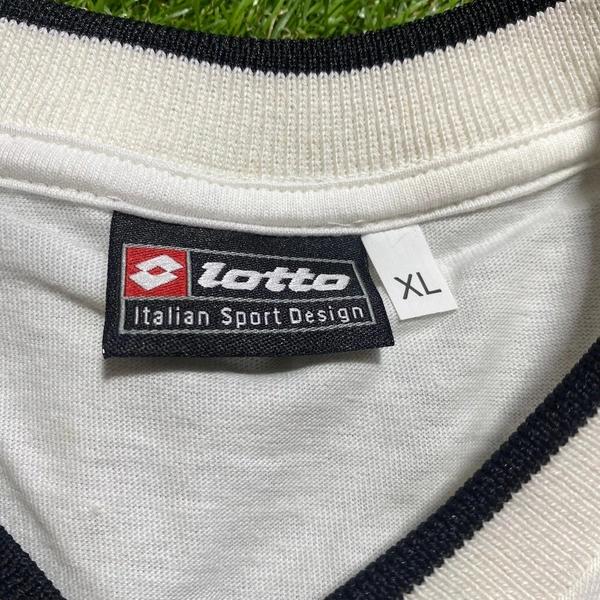 lotto
XL
Italian Sport Design